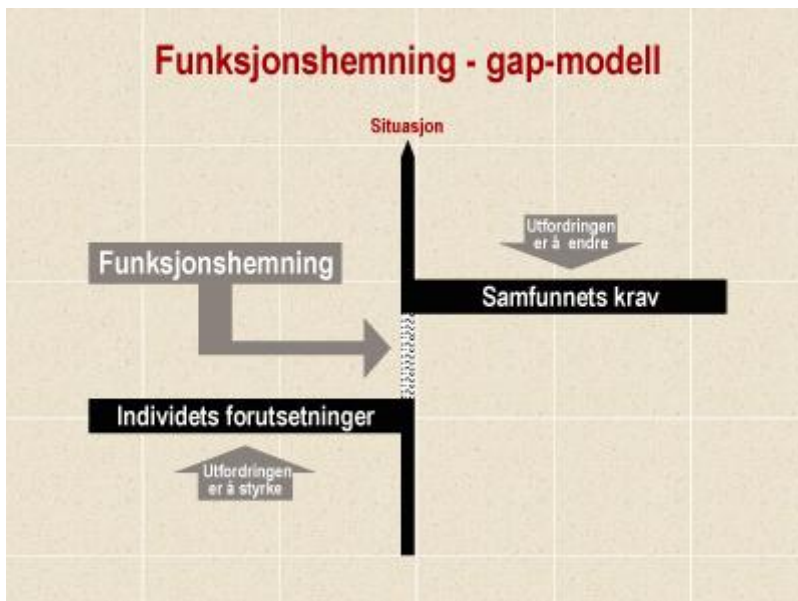 Funksjonshemning - gap-modell
Situasjon
Utfordringen
er å endre
Funksjonshemning
Samfunnets krav
Individets forutsetninger
Utfordringen
er å styrke